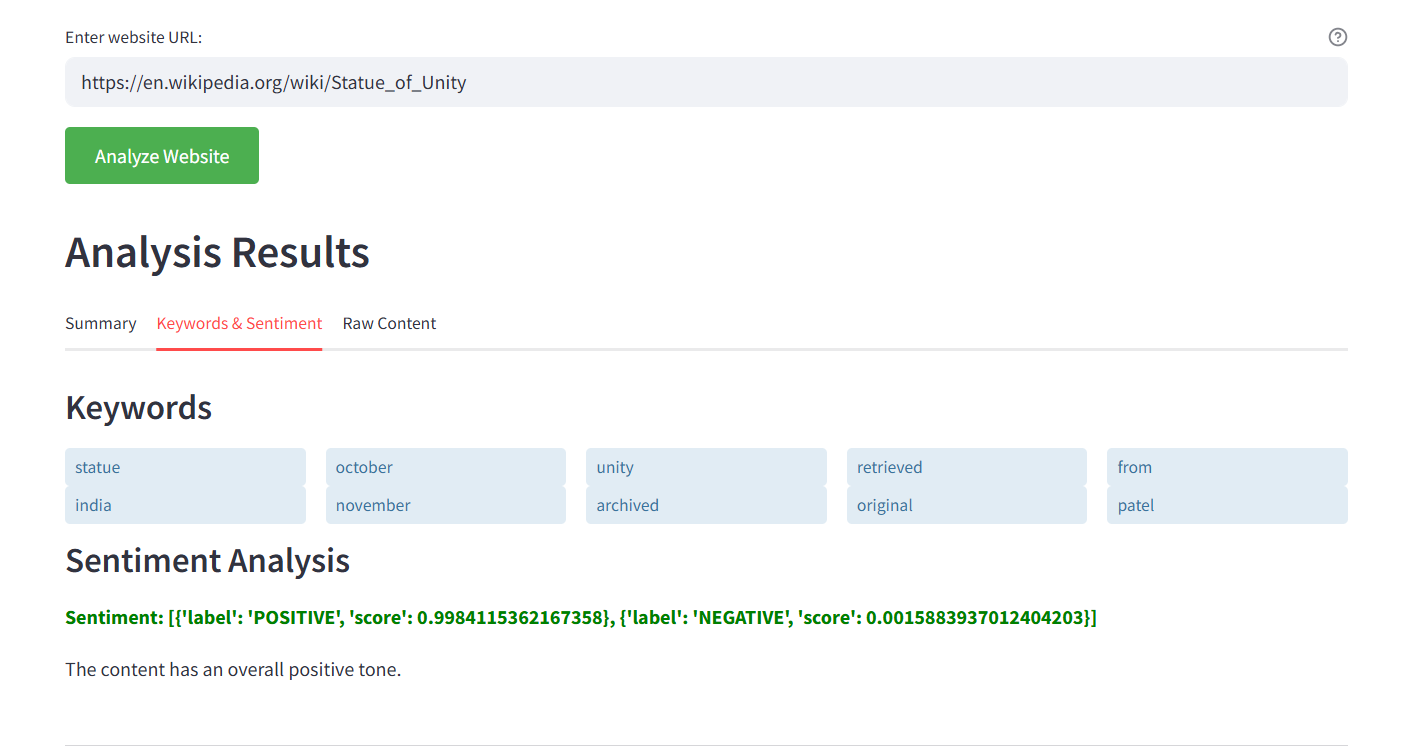 Enter website URL:
https://en.wikipedia.org/wiki/Statue_of_Unity
Analyze Website
Analysis Results
Summary Keywords & Sentiment Raw Content
Keywords
statue october unity retrieved from
india november archived original patel
Sentiment Analysis
Sentiment: [{'label': 'POSITIVE', 'score': 0.9984115362167358}, {'label': 'NEGATIVE', 'score': 0.0015883937012404203}]
The content has an overall positive tone.